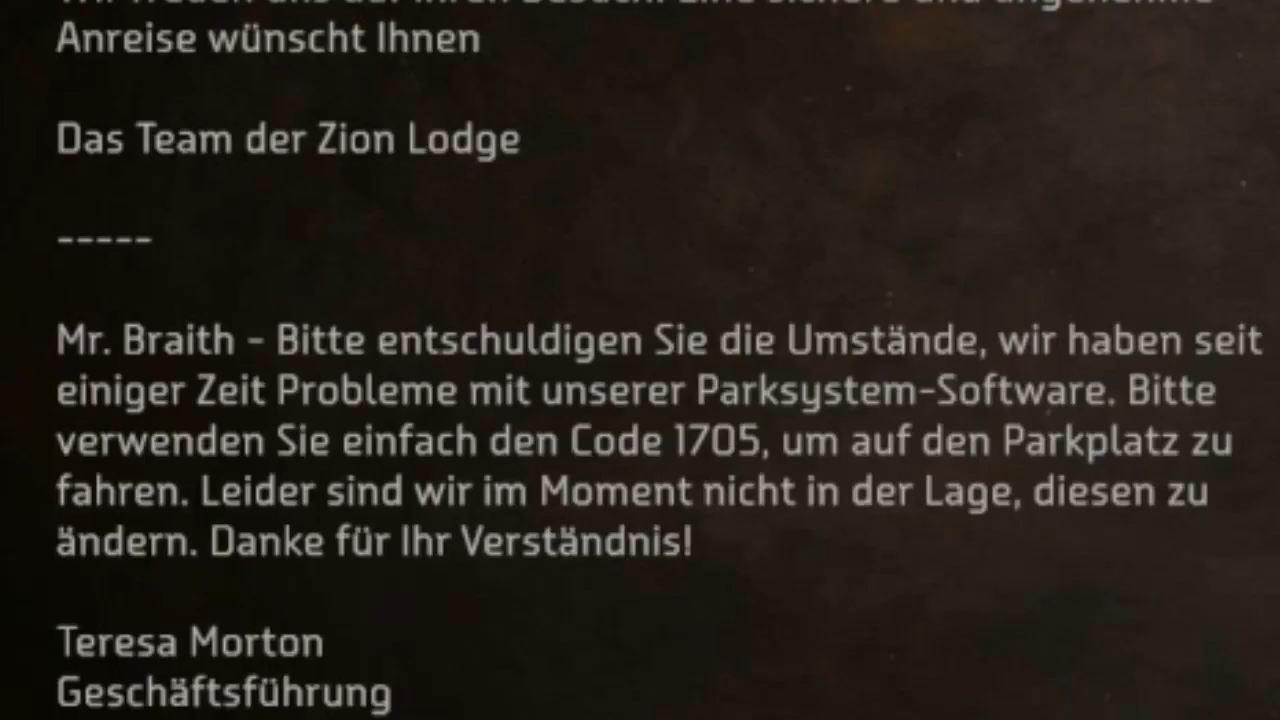 Anreise wünscht Ihnen
Das Team der Zion Lodge
-----
Mr. Braith - Bitte entschuldigen Sie die Umstände, wir haben seit
einiger Zeit Probleme mit unserer Parksystem-Software. Bitte
verwenden Sie einfach den Code 1705, um auf den Parkplatz zu
fahren. Leider sind wir im Moment nicht in der Lage, diesen zu
ändern. Danke für Ihr Verständnis!
Teresa Morton
Geschäftsführung